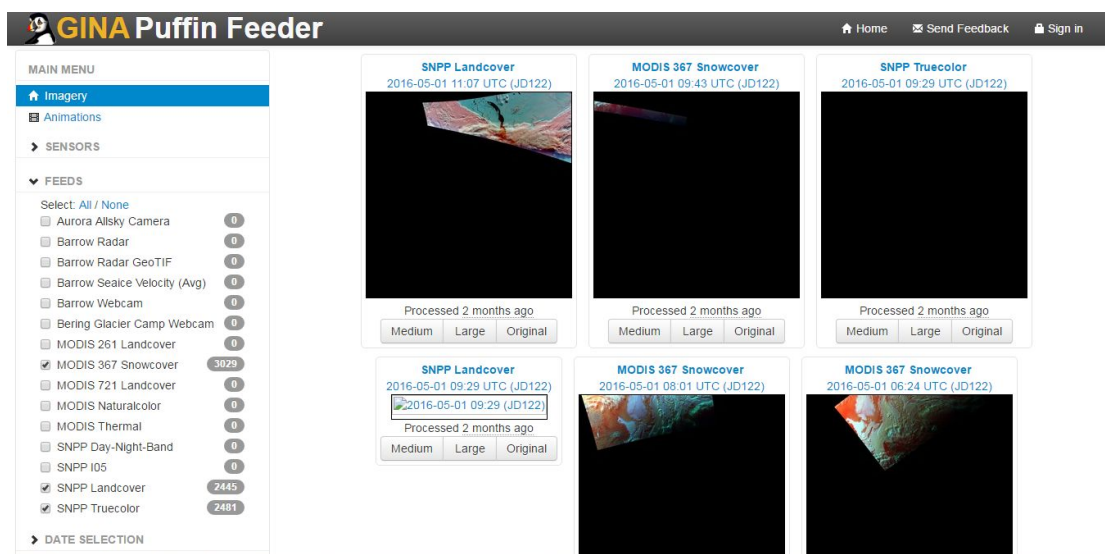 GINA Puffin Feeder
Home
Send Feedback
Sign in
MAIN MENU
Imagery
Animations
SENSORS
FEEDS
Select: All / None
Aurora Allsky Camera 0
Barrow Radar 0
Barrow Radar GeoTIF 0
Barrow Seaice Velocity (Avg) 0
Barrow Webcam 0
Bering Glacier Camp Webcam 0
MODIS 261 Landcover 0
MODIS 367 Snowcover 3029
MODIS 721 Landcover 0
MODIS Naturalcolor 0
MODIS Thermal 0
SNPP Day-Night-Band 0
SNPP I05 0
SNPP Landcover 2445
SNPP Truecolor 2481
DATE SELECTION
SNPP Landcover
2016-05-01 11:07 UTC (JD122)
Processed 2 months ago
Medium Large Original
MODIS 367 Snowcover
2016-05-01 09:43 UTC (JD122)
Processed 2 months ago
Medium Large Original
SNPP Truecolor
2016-05-01 09:29 UTC (JD122)
Processed 2 months ago
Medium Large Original
SNPP Landcover
2016-05-01 09:29 UTC (JD122)
2016-05-01 09:29 (JD122)
Processed 2 months ago
Medium Large Original
MODIS 367 Snowcover
2016-05-01 08:01 UTC (JD122)
MODIS 367 Snowcover
2016-05-01 06:24 UTC (JD122)